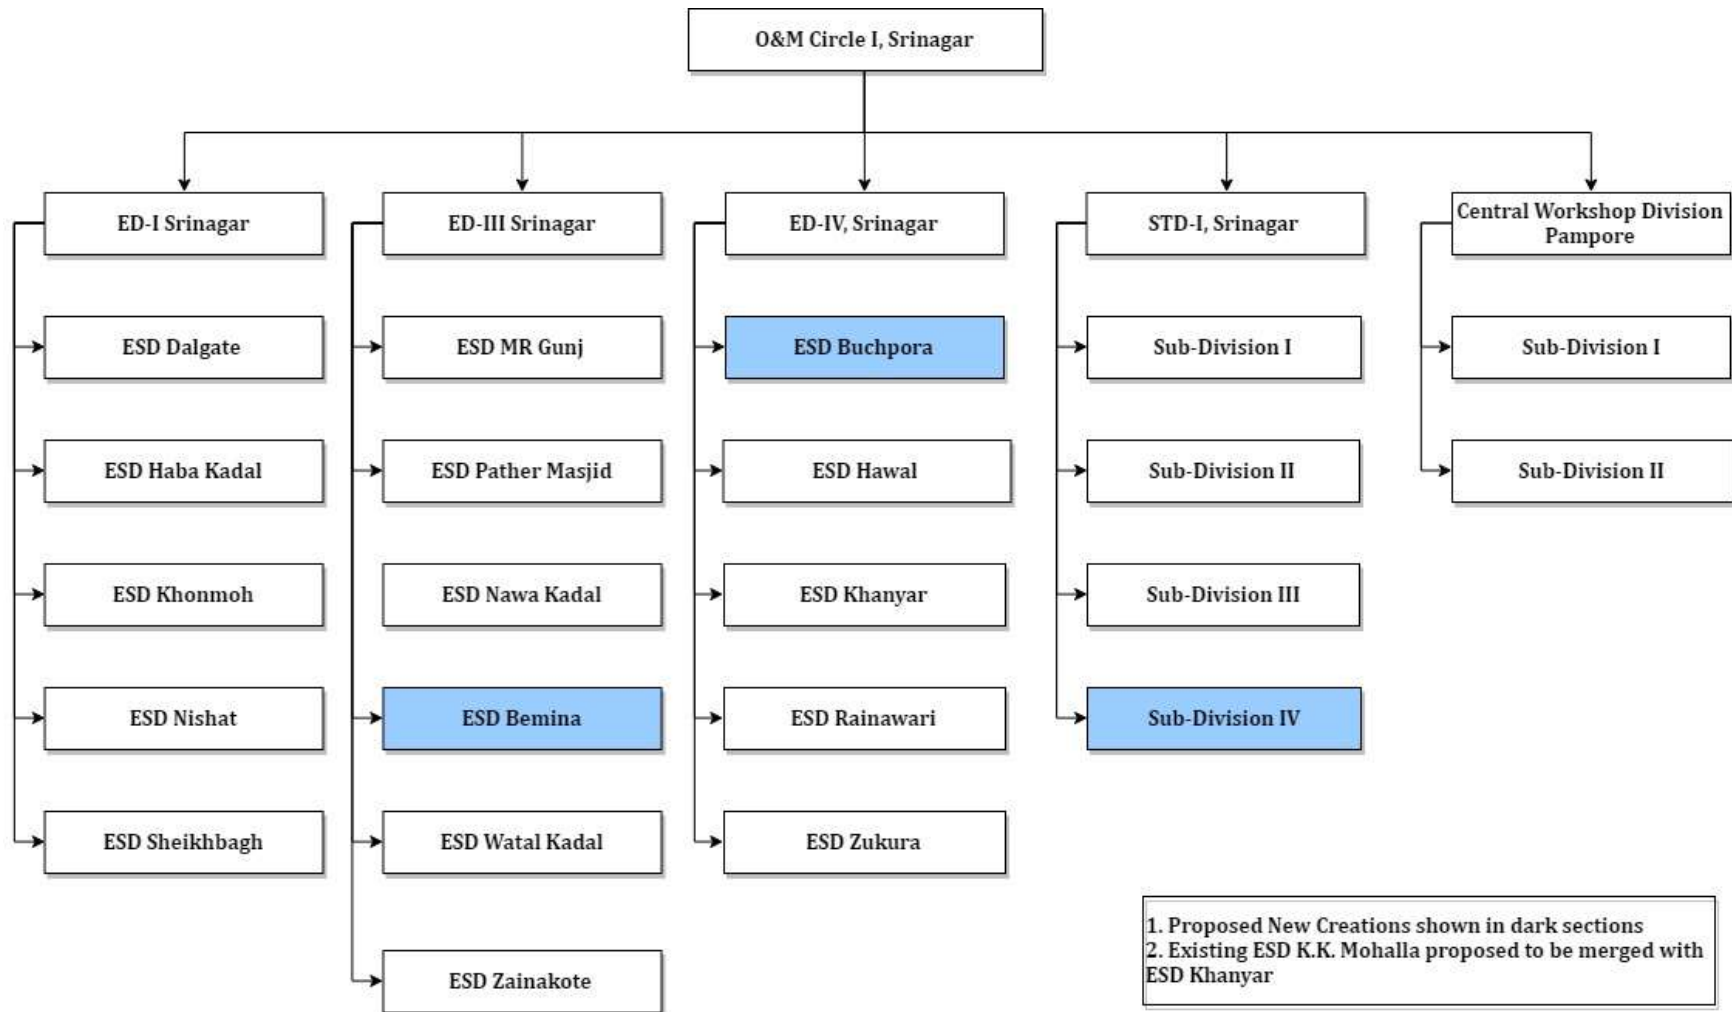 O&M Circle I, Srinagar
ED-I Srinagar
ED-III Srinagar
ED-IV, Srinagar
STD-I, Srinagar
Central Workshop Division
Pampore
ESD Dalgate
ESD MR Gunj
ESD Buchpora
Sub-Division I
Sub-Division I
ESD Haba Kadal
ESD Pather Masjid
ESD Hawal
Sub-Division II
Sub-Division II
ESD Khonmoh
ESD Nawa Kadal
ESD Khanyar
Sub-Division III
ESD Nishat
ESD Bemina
ESD Rainawari
Sub-Division IV
ESD Sheikhbagh
ESD Watal Kadal
ESD Zukura
ESD Zainakote
1. Proposed New Creations shown in dark sections
2. Existing ESD K.K. Mohalla proposed to be merged with
ESD Khanyar